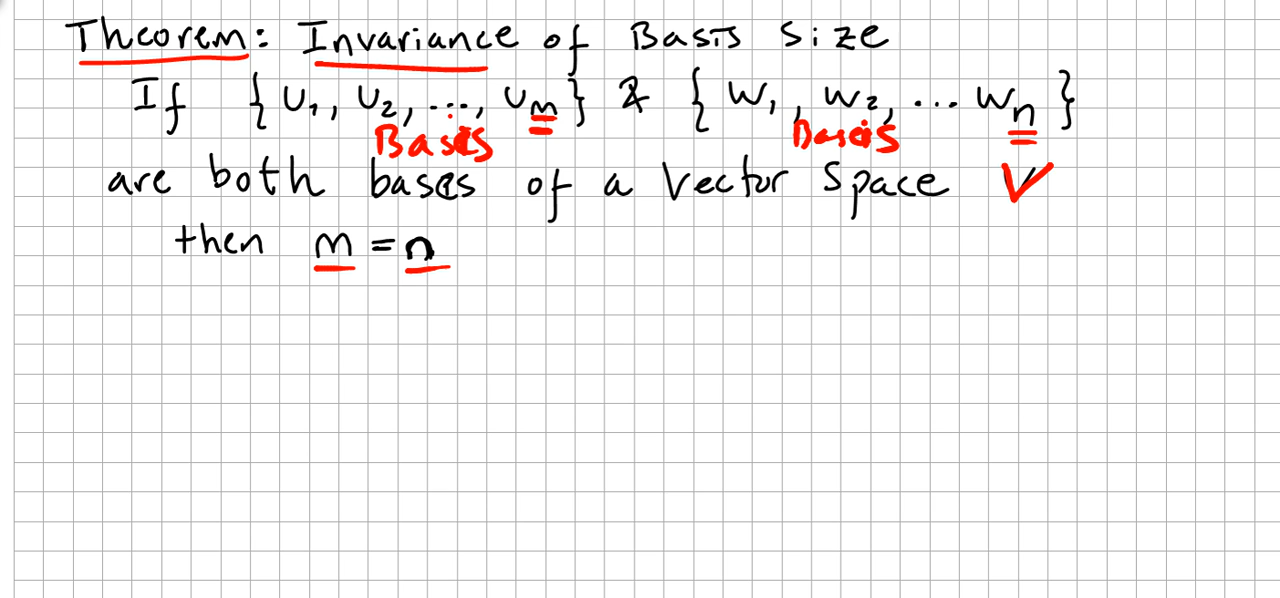 Theorem: Invariance of Basis Size
If {U1, U2, ..., Um} & {W1, W2, ... Wn}
Basis Basis
are both bases of a Vector Space V
then m = n